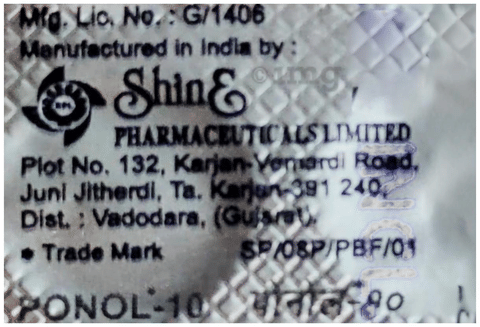 Mfg. Lic. No. : G/1406
Manufactured in India by :
ShinE
PHARMACEUTICALS LIMITED
Plot No. 132, Karjan-Vemardi Road,
Juni Jitherdi, Ta. Karjan-391 240,
Dist. : Vadodara, (Gujarat).
• Trade Mark SP/08P/PBF/01
PONOL*-10 पोनोल-१०